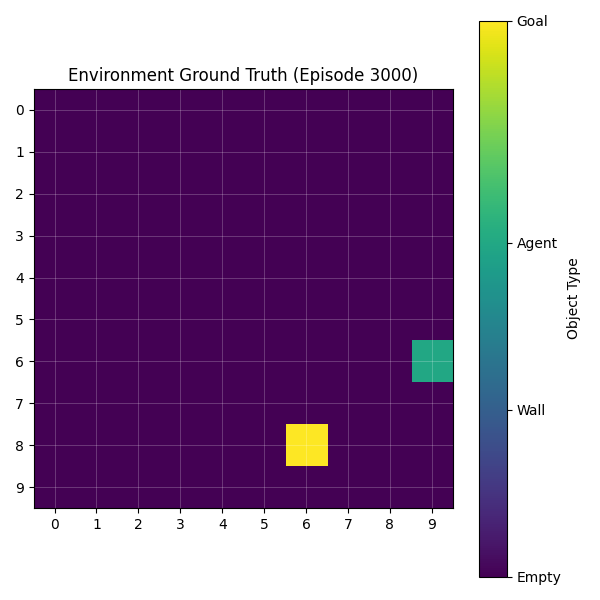 Environment Ground Truth (Episode 3000)
0
1
2
3
4
5
6
7
8
9
0 1 2 3 4 5 6 7 8 9
Goal
Agent
Wall
Empty
Object Type